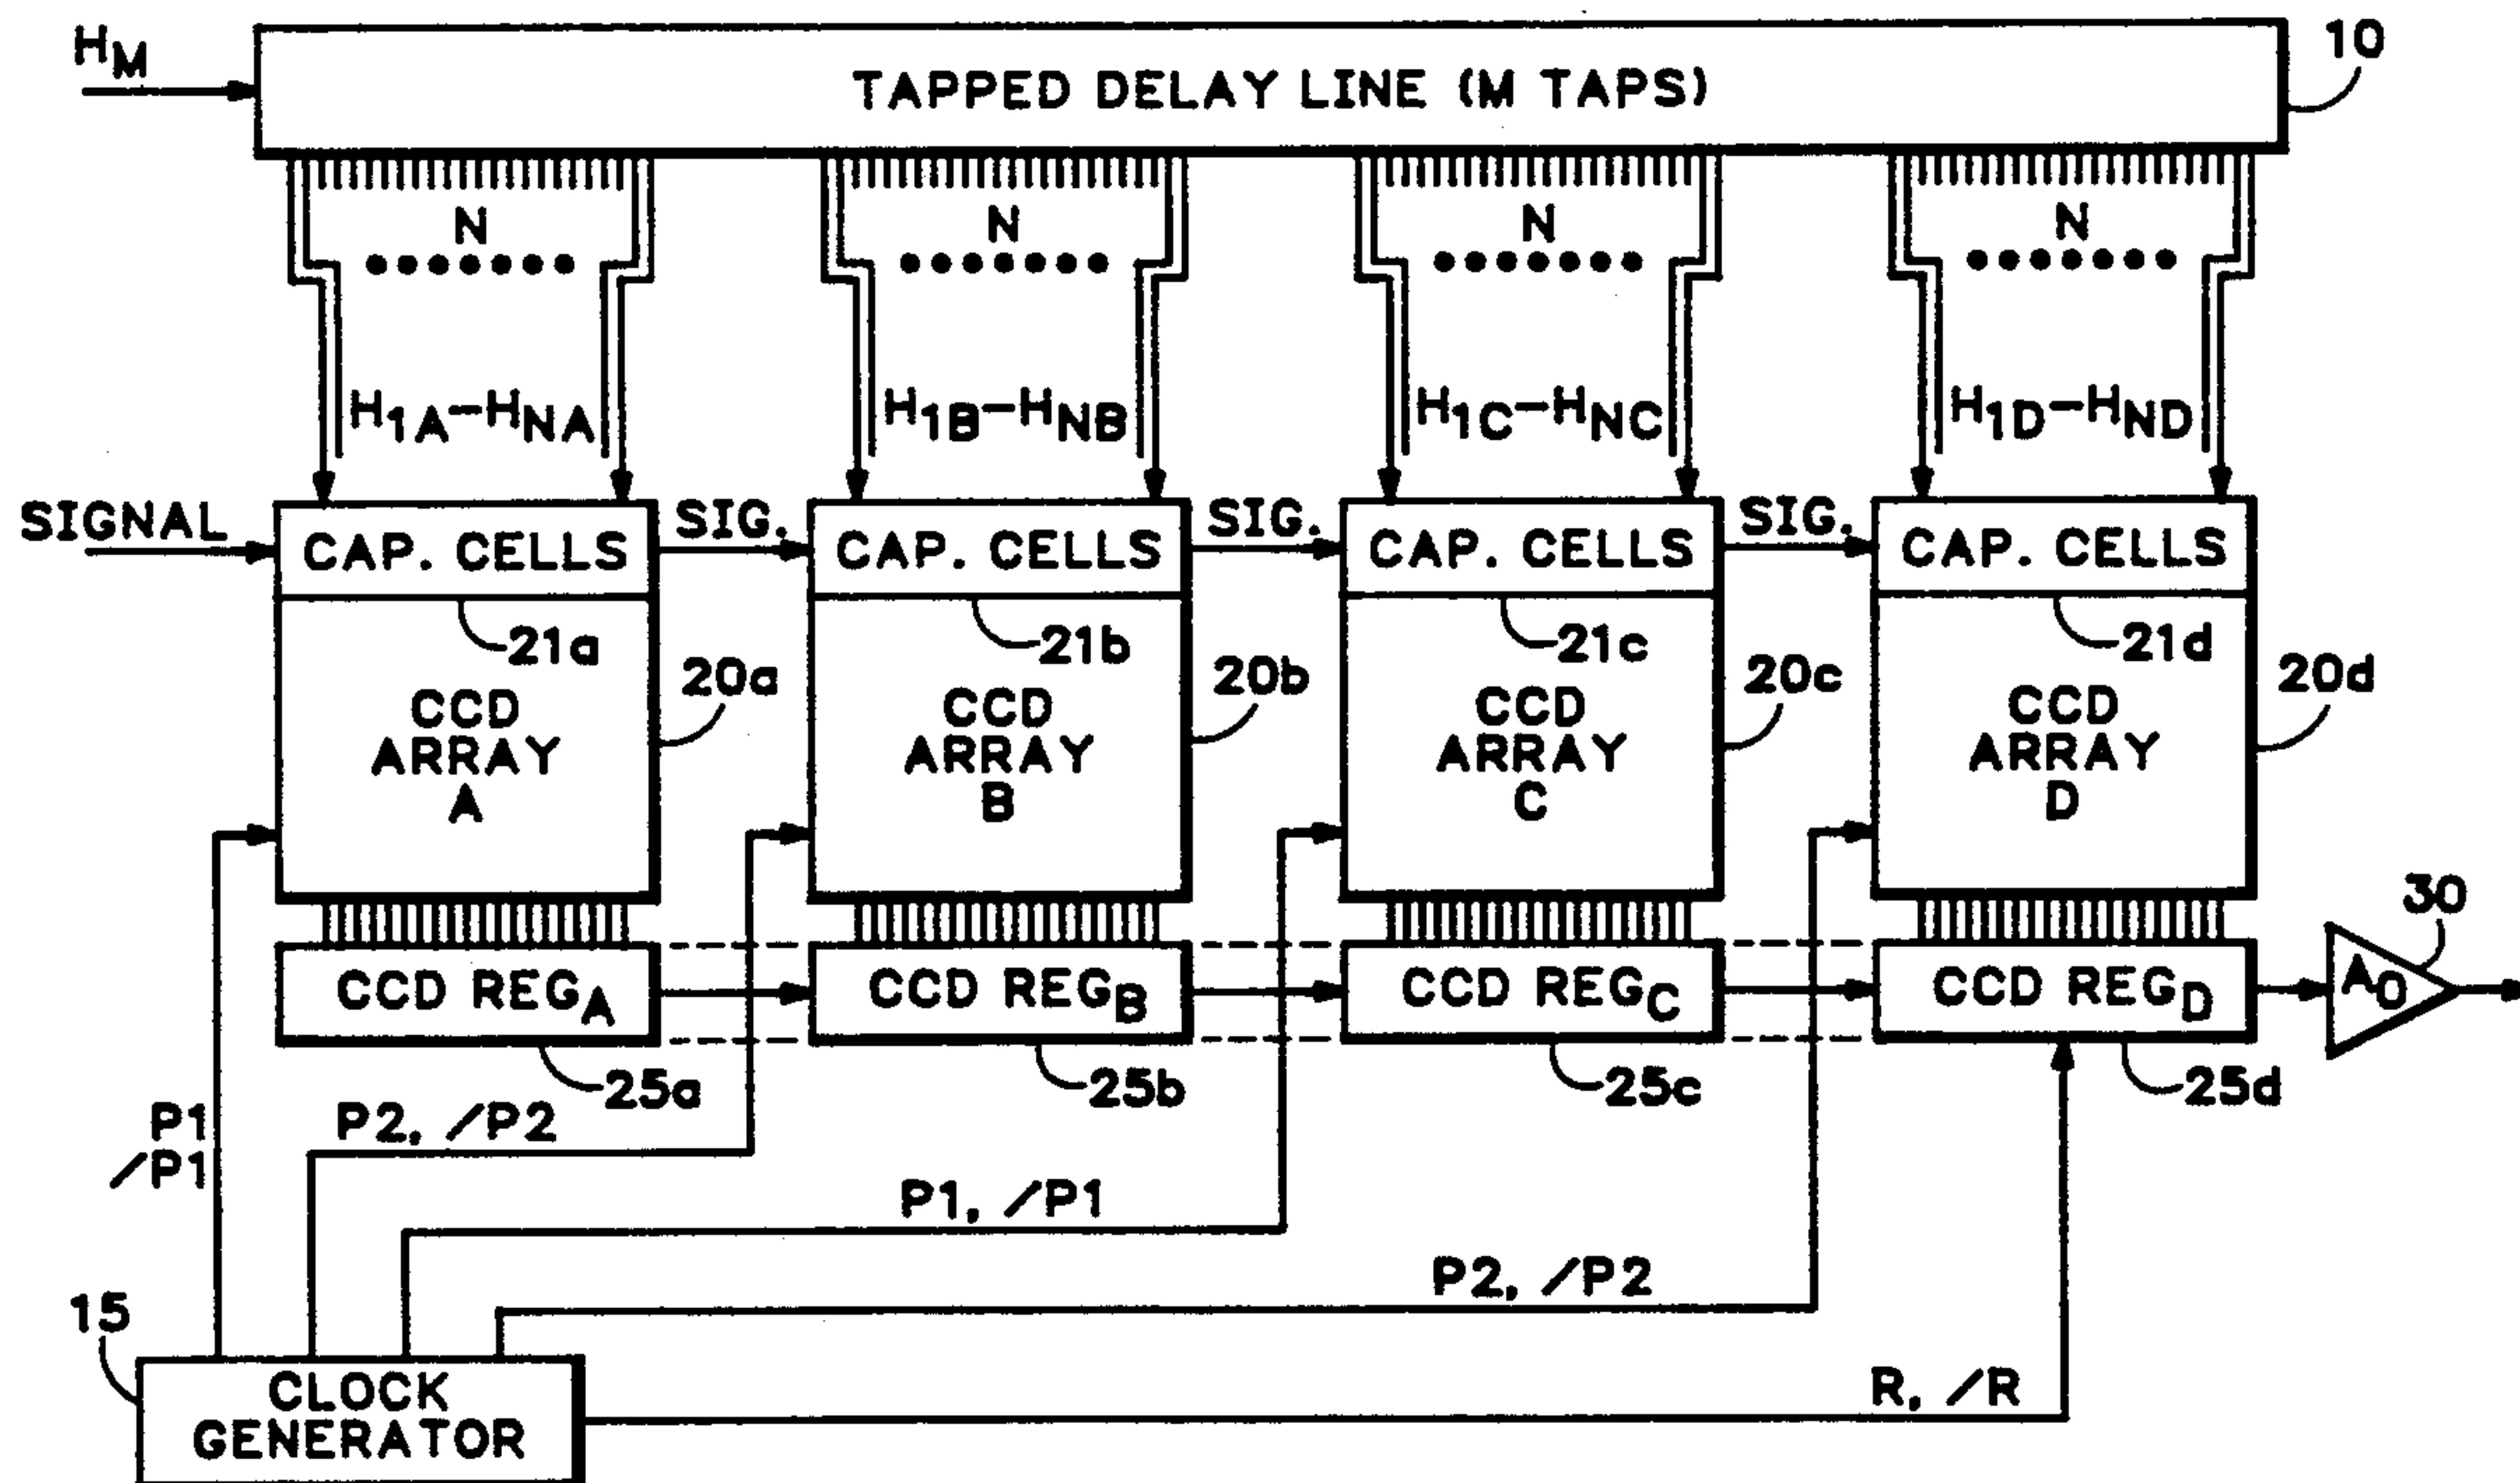 HM
TAPPED DELAY LINE (M TAPS)
10
N
N
N
N
H1A-HNA
H1B-HNB
H1C-HNC
H1D-HND
SIGNAL
SIG.
SIG.
SIG.
CAP. CELLS
CAP. CELLS
CAP. CELLS
CAP. CELLS
21a
21b
21c
21d
20a
20b
20c
20d
CCD
ARRAY
A
CCD
ARRAY
B
CCD
ARRAY
C
CCD
ARRAY
D
30
CCD REGA
CCD REGB
CCD REGC
CCD REGD
AO
25a
25b
25c
25d
P1
/P1
P2, /P2
P1, /P1
P2, /P2
15
CLOCK
GENERATOR
R, /R